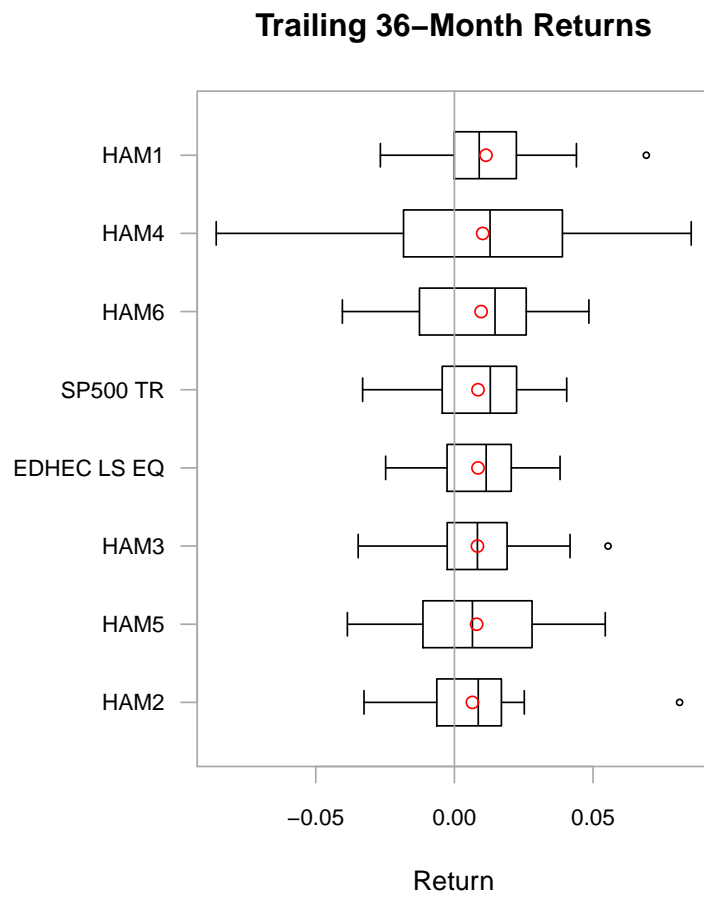 Trailing 36−Month Returns
HAM1
HAM4
HAM6
SP500 TR
EDHEC LS EQ
HAM3
HAM5
HAM2
−0.05 0.00 0.05
Return